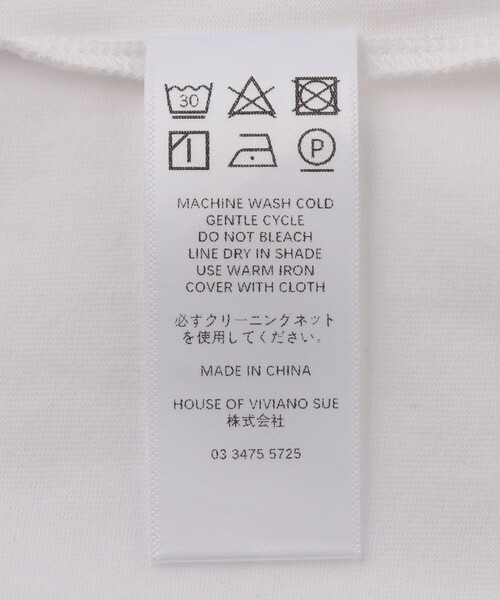 30
P
MACHINE WASH COLD
GENTLE CYCLE
DO NOT BLEACH
LINE DRY IN SHADE
USE WARM IRON
COVER WITH CLOTH
必ずクリーニングネット
を使用してください。
MADE IN CHINA
HOUSE OF VIVIANO SUE
株式会社
03 3475 5725